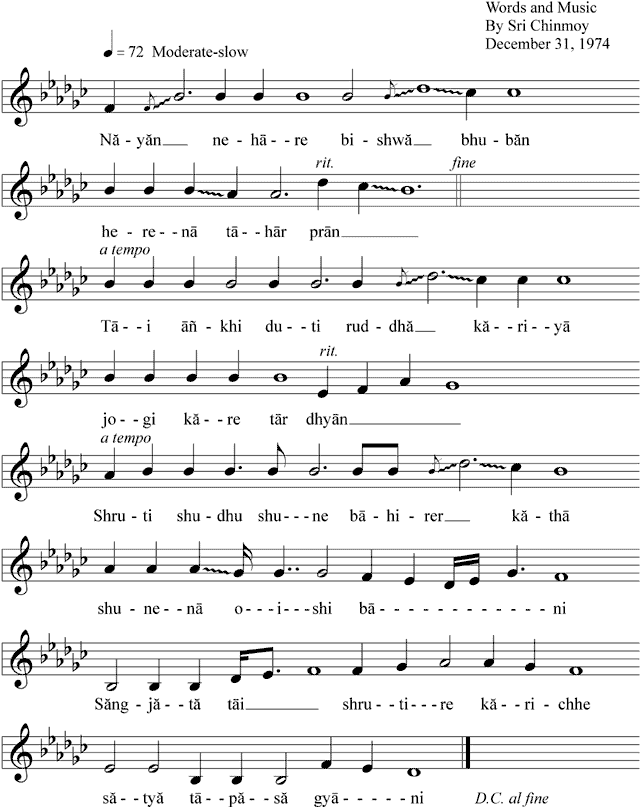 Words and Music
By Sri Chinmoy
December 31, 1974
♩ = 72 Moderate-slow
Nă-yăn ne-hā--re bi-shwă bhu-băn
rit. fine
he-re-nā tā-hār prān
a tempo
Tā--i āñ-khi du--ti rud-dhă kă-ri-yā
rit.
jo--gi kă--re tār dhyān
a tempo
Shru-ti shu-dhu shu---ne bā-hi-rer kă-thā
shu-ne--nā o---i---shi bā-----------ni
Săng-jă--tă tāi shru-ti---re kă-ri-chhe
să--tyă tā-pă-să gyā----ni D.C. al fine